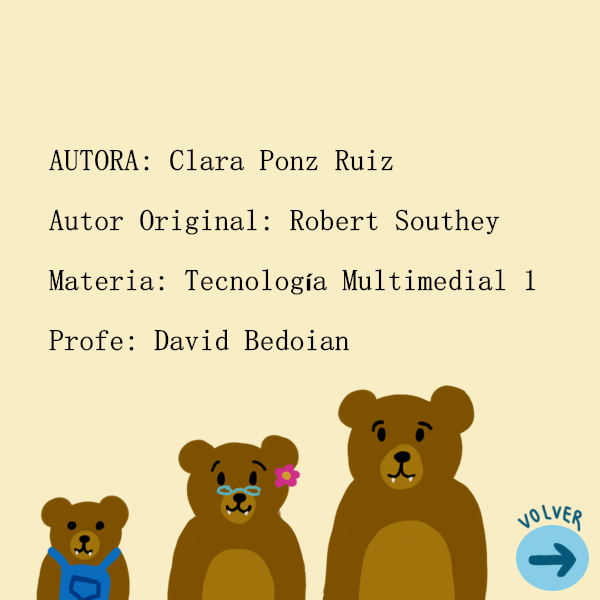 AUTORA: Clara Ponz Ruiz
Autor Original: Robert Southey
Materia: Tecnología Multimedial 1
Profe: David Bedoian
VOLVER